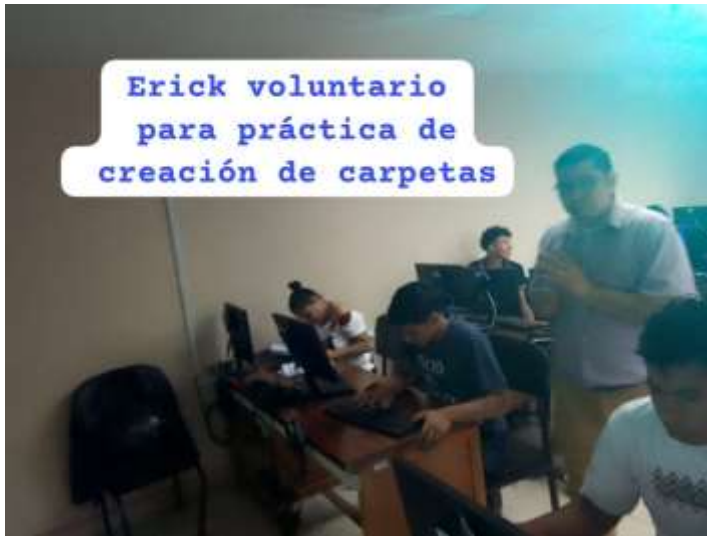 Erick voluntario
para práctica de
creación de carpetas